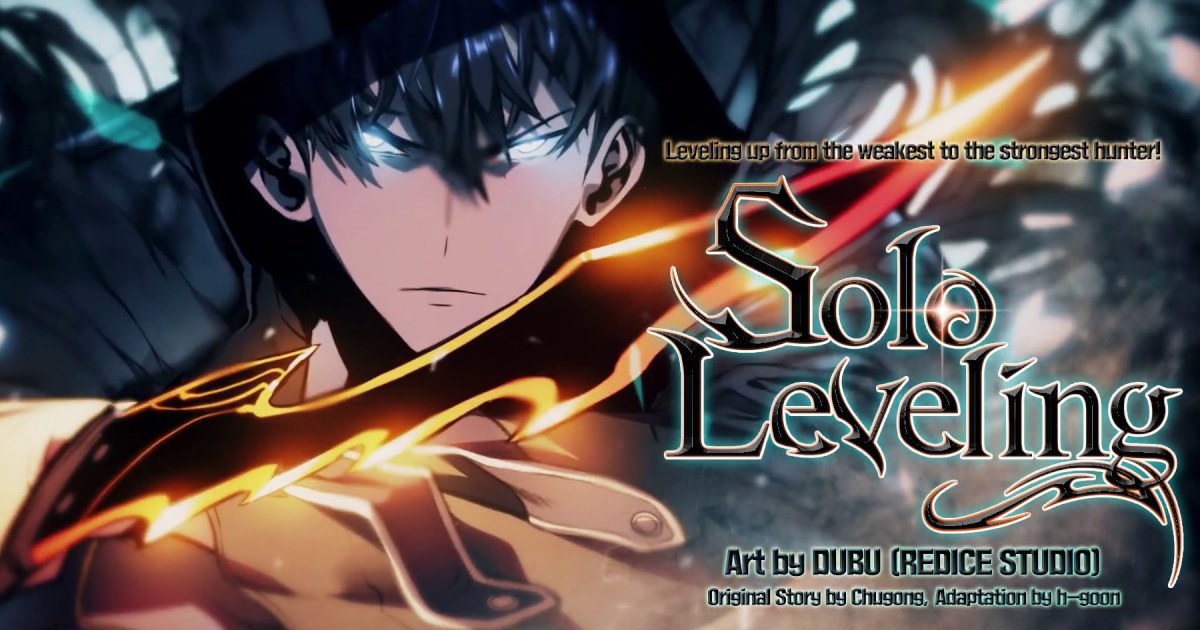 Leveling up from the weakest to the strongest hunter!
Solo
Leveling
Art by DUBU (REDICE STUDIO)
Original Story by Chugong, Adaptation by h-goon